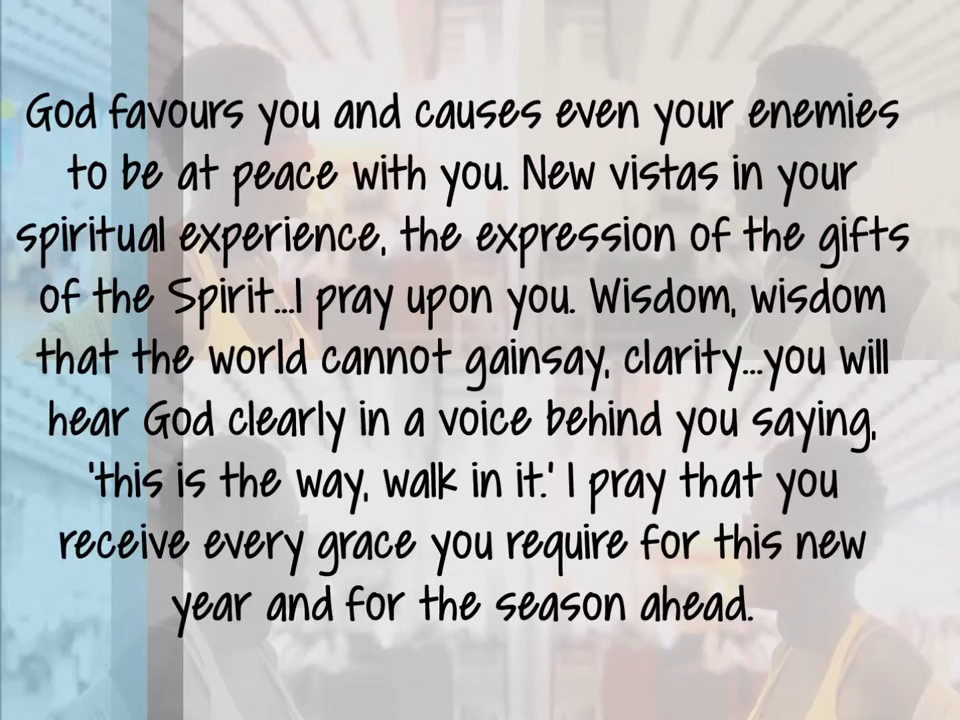 God favours you and causes even your enemies
to be at peace with you. New vistas in your
spiritual experience, the expression of the gifts
of the Spirit...I pray upon you. Wisdom, wisdom
that the world cannot gainsay, clarity...you will
hear God clearly in a voice behind you saying,
'this is the way, walk in it.' I pray that you
receive every grace you require for this new
year and for the season ahead.